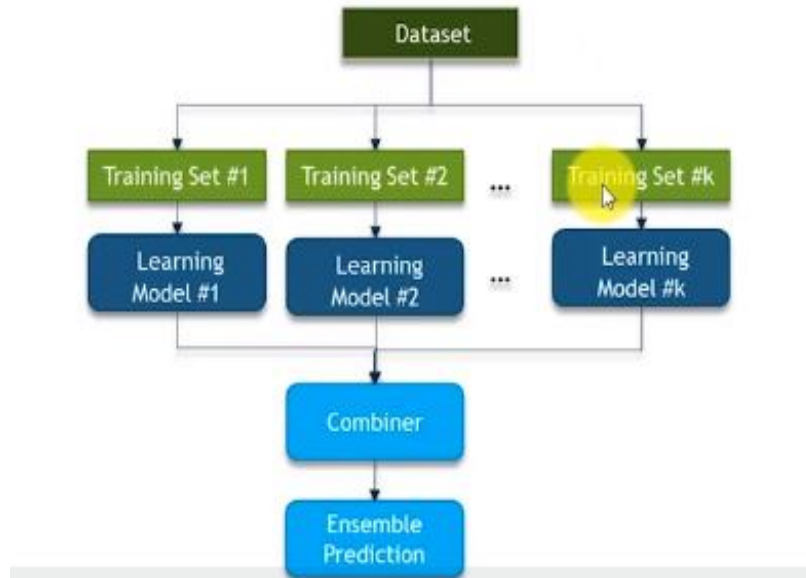 Dataset
Training Set #1
Training Set #2
...
Training Set #k
Learning
Model #1
Learning
Model #2
...
Learning
Model #k
Combiner
Ensemble
Prediction